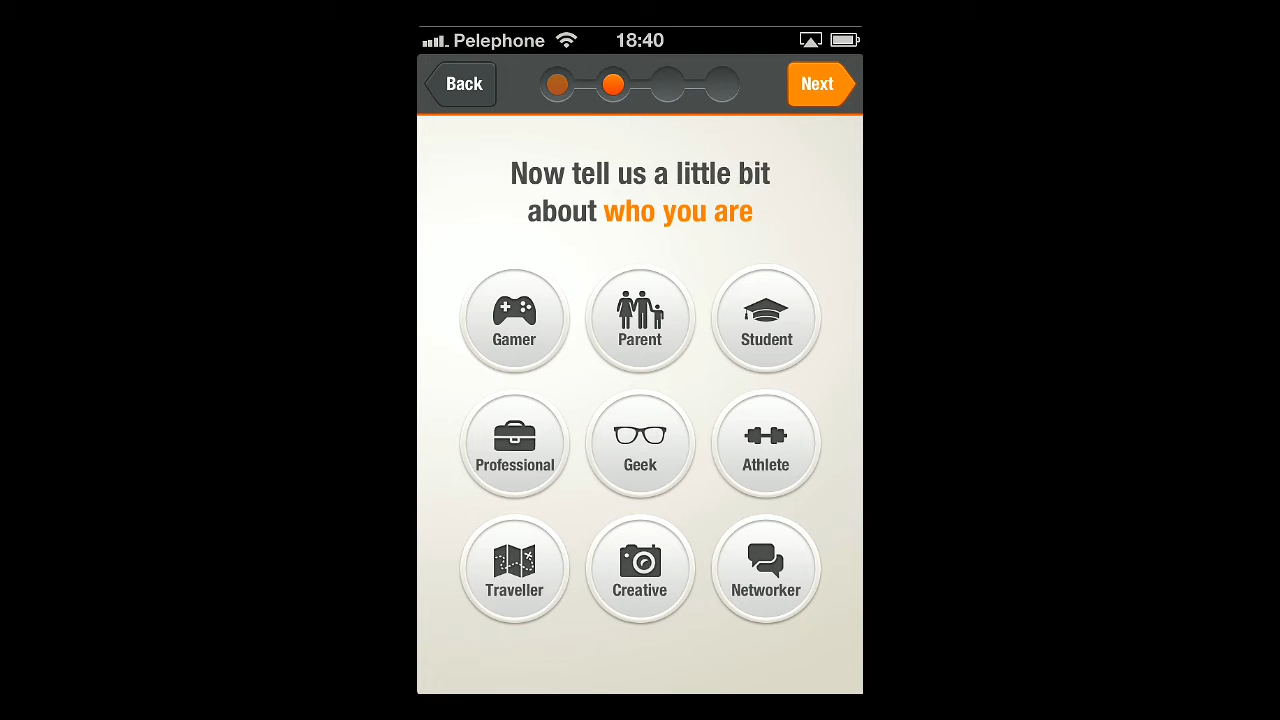 Pelephone 18:40
Back Next
Now tell us a little bit
about who you are
Gamer Parent Student
Professional Geek Athlete
Traveller Creative Networker